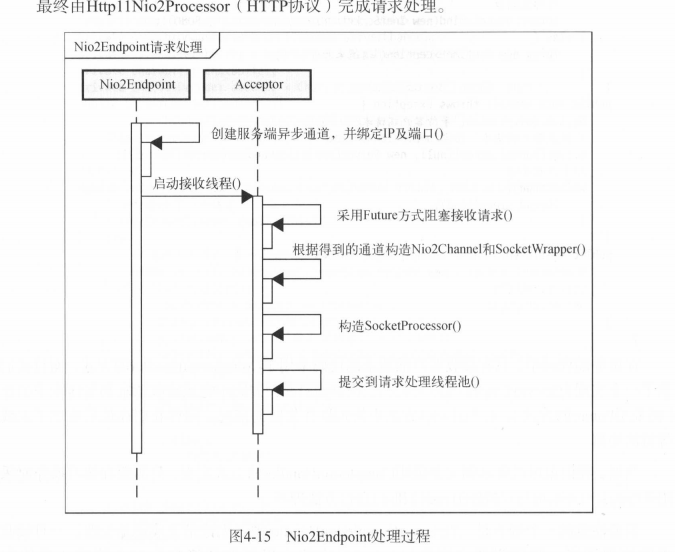 最终由Http11Nio2Processor（HTTP协议）完成请求处理。
Nio2Endpoint请求处理
Nio2Endpoint
Acceptor
创建服务端异步通道，并绑定IP及端口()
启动接收线程()
采用Future方式阻塞接收请求()
根据得到的通道构造Nio2Channel和SocketWrapper()
构造SocketProcessor()
提交到请求处理线程池()
图4-15 Nio2Endpoint处理过程